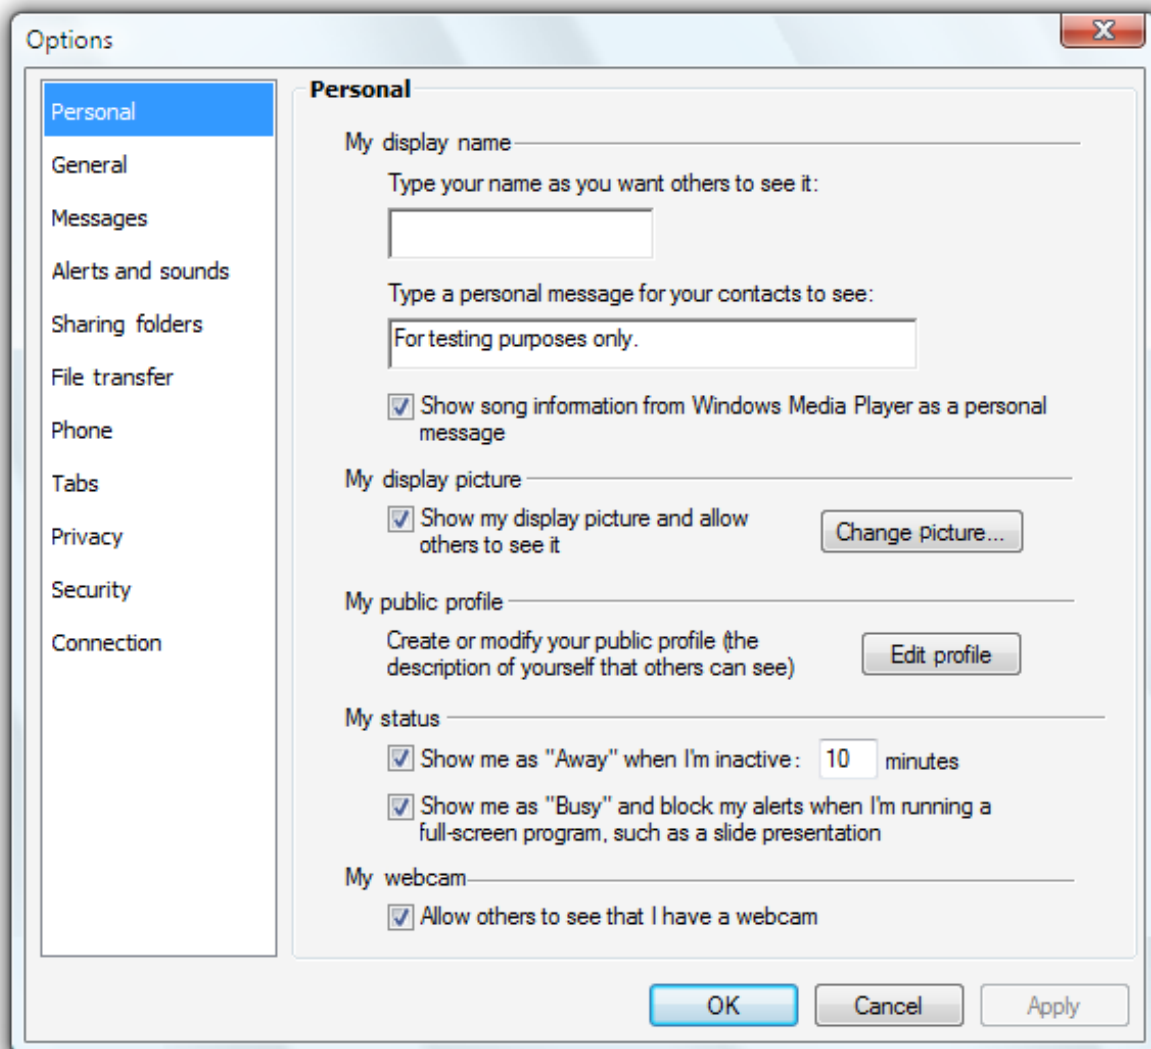 Options
Personal
General
Messages
Alerts and sounds
Sharing folders
File transfer
Phone
Tabs
Privacy
Security
Connection
Personal
My display name
Type your name as you want others to see it:
Type a personal message for your contacts to see:
For testing purposes only.
Show song information from Windows Media Player as a personal
message
My display picture
Show my display picture and allow
others to see it
Change picture...
My public profile
Create or modify your public profile (the
description of yourself that others can see)
Edit profile
My status
Show me as "Away" when I'm inactive: 10 minutes
Show me as "Busy" and block my alerts when I'm running a
full-screen program, such as a slide presentation
My webcam
Allow others to see that I have a webcam
OK Cancel Apply